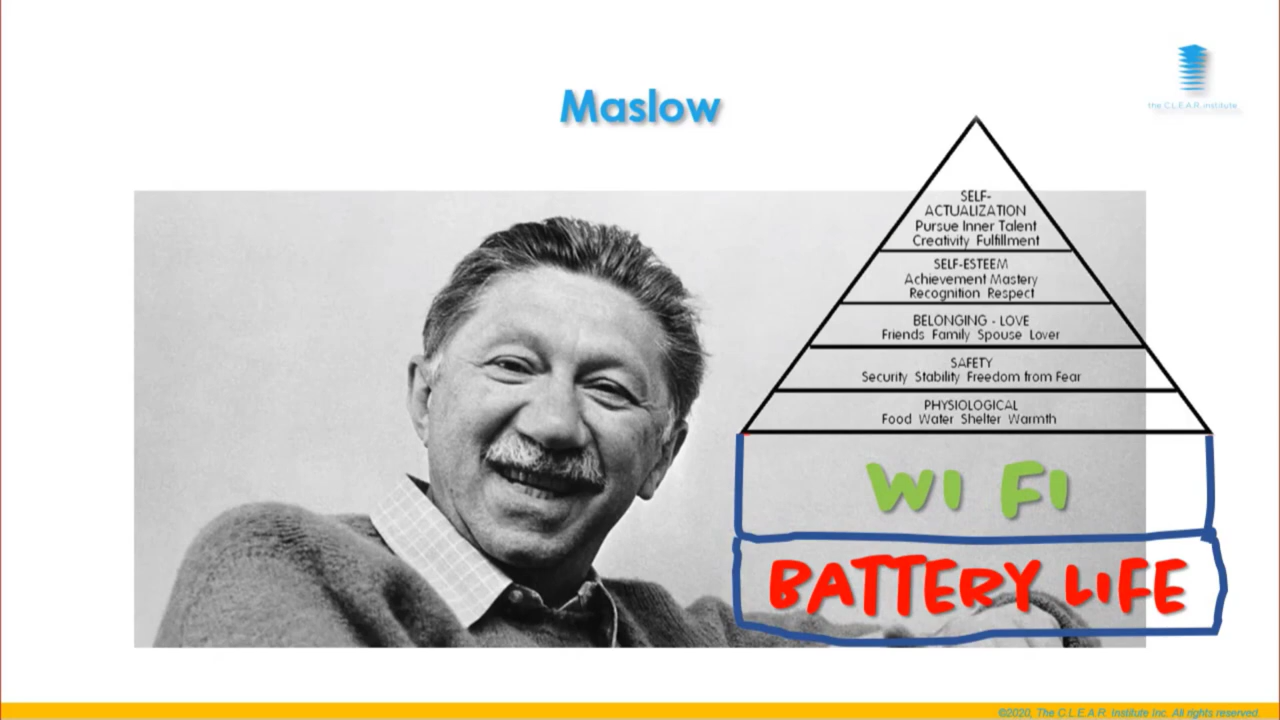 Maslow
the C.L.E.A.R. institute
SELF-
ACTUALIZATION
Pursue Inner Talent
Creativity Fulfillment
SELF-ESTEEM
Achievement Mastery
Recognition Respect
BELONGING - LOVE
Friends Family Spouse Lover
SAFETY
Security Stability Freedom from Fear
PHYSIOLOGICAL
Food Water Shelter Warmth
WI FI
BATTERY LIFE
©2020, The C.L.E.A.R. Institute Inc. All rights reserved.